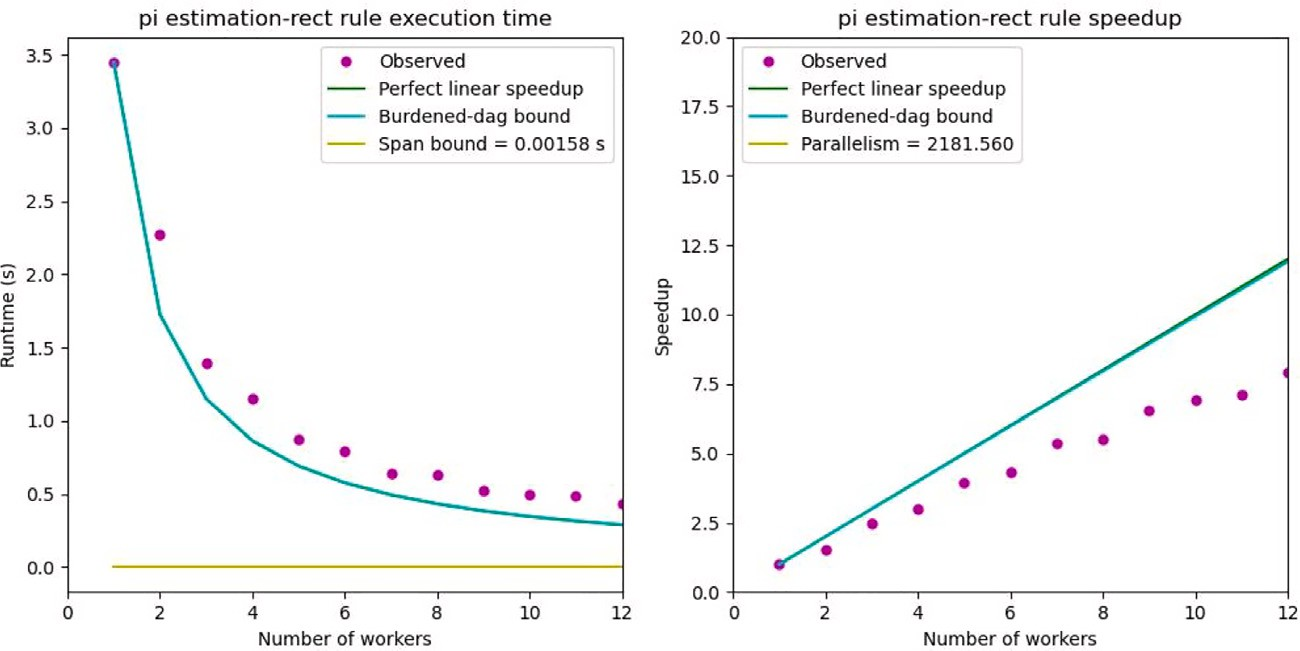 pi estimation-rect rule execution time
3.5
3.0
2.5
2.0
1.5
1.0
0.5
0.0
Runtime (s)
Observed
Perfect linear speedup
Burdened-dag bound
Span bound = 0.00158 s
0 2 4 6 8 10 12
Number of workers
pi estimation-rect rule speedup
20.0
17.5
15.0
12.5
10.0
7.5
5.0
2.5
0.0
Speedup
Observed
Perfect linear speedup
Burdened-dag bound
Parallelism = 2181.560
0 2 4 6 8 10 12
Number of workers